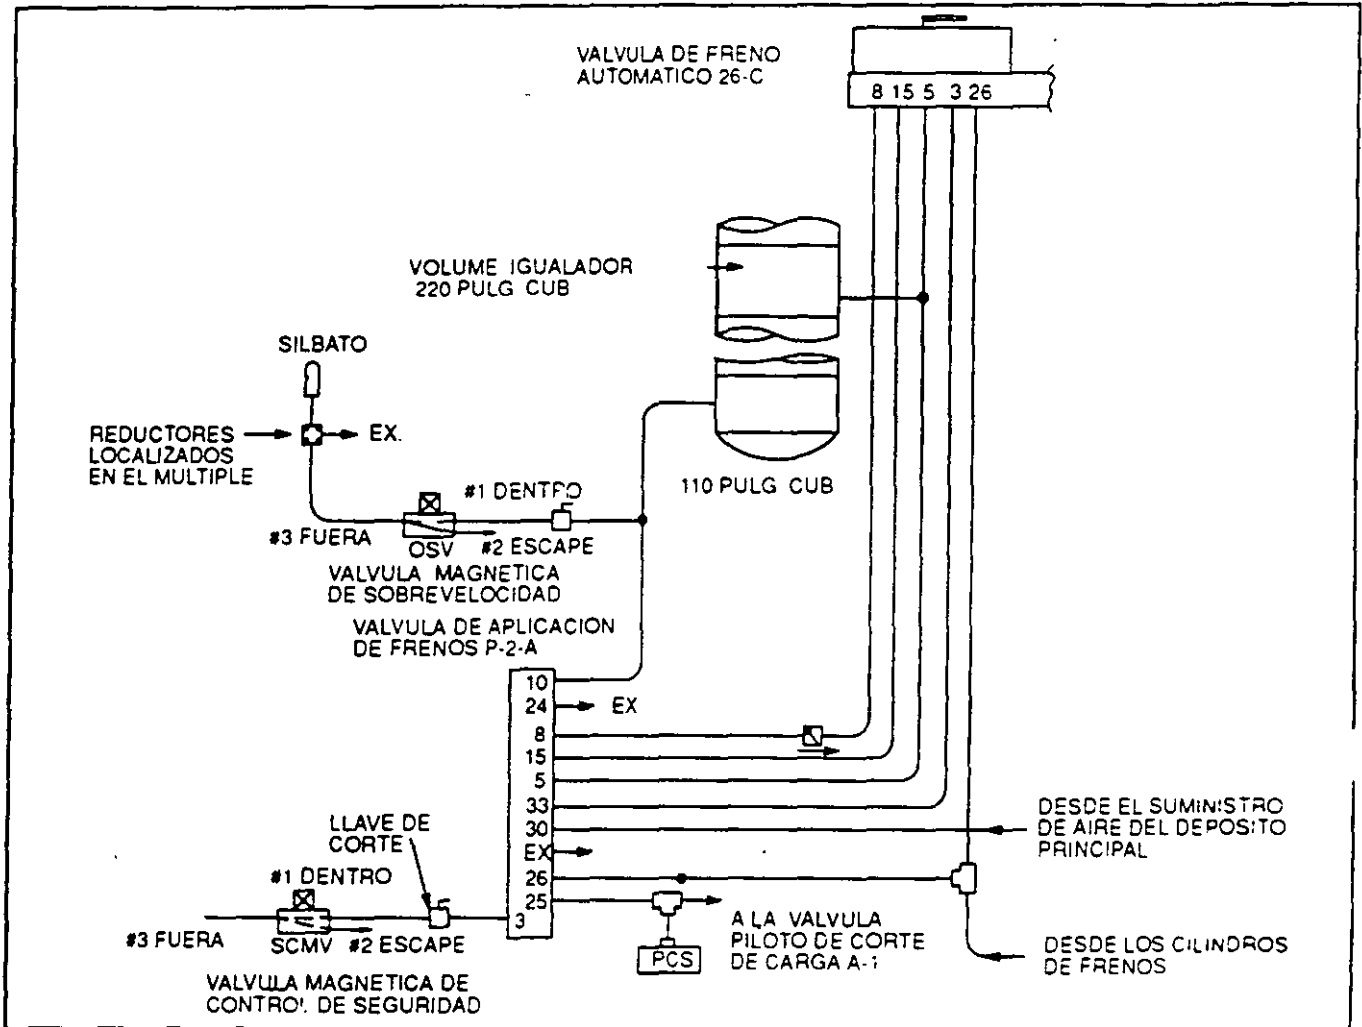 VALVULA DE FRENO
AUTOMATICO 26-C
8 15 5 3 26
VOLUME IGUALADOR
220 PULG CUB
SILBATO
REDUCTORES
LOCALIZADOS
EN EL MULTIPLE
EX.
110 PULG CUB
#1 DENTRO
#3 FUERA
OSV
#2 ESCAPE
VALVULA MAGNETICA
DE SOBREVELOCIDAD
VALVULA DE APLICACION
DE FRENOS P-2-A
10
24
EX
8
15
5
33
30
EX
26
25
3
DESDE EL SUMINISTRO
DE AIRE DEL DEPOSITO
PRINCIPAL
LLAVE DE
CORTE
#1 DENTRO
#3 FUERA
SCMV
#2 ESCAPE
VALVULA MAGNETICA DE
CONTROL DE SEGURIDAD
PCS
A LA VALVULA
PILOTO DE CORTE
DE CARGA A-1
DESDE LOS CILINDROS
DE FRENOS